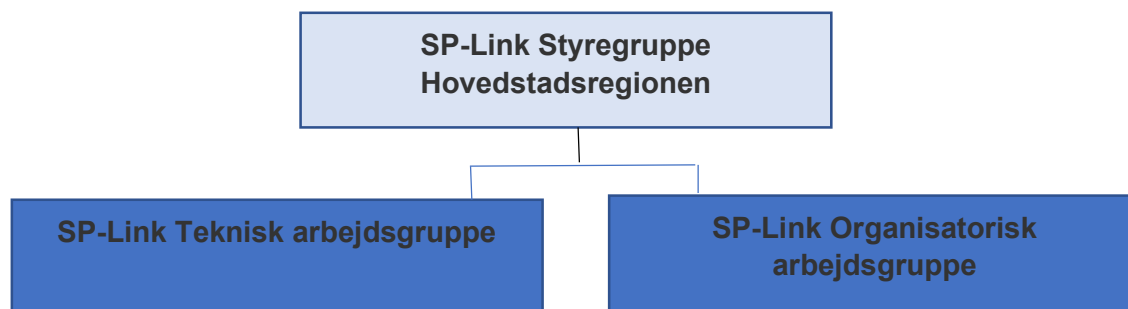 SP-Link Styregruppe
Hovedstadsregionen
SP-Link Teknisk arbejdsgruppe
SP-Link Organisatorisk
arbejdsgruppe